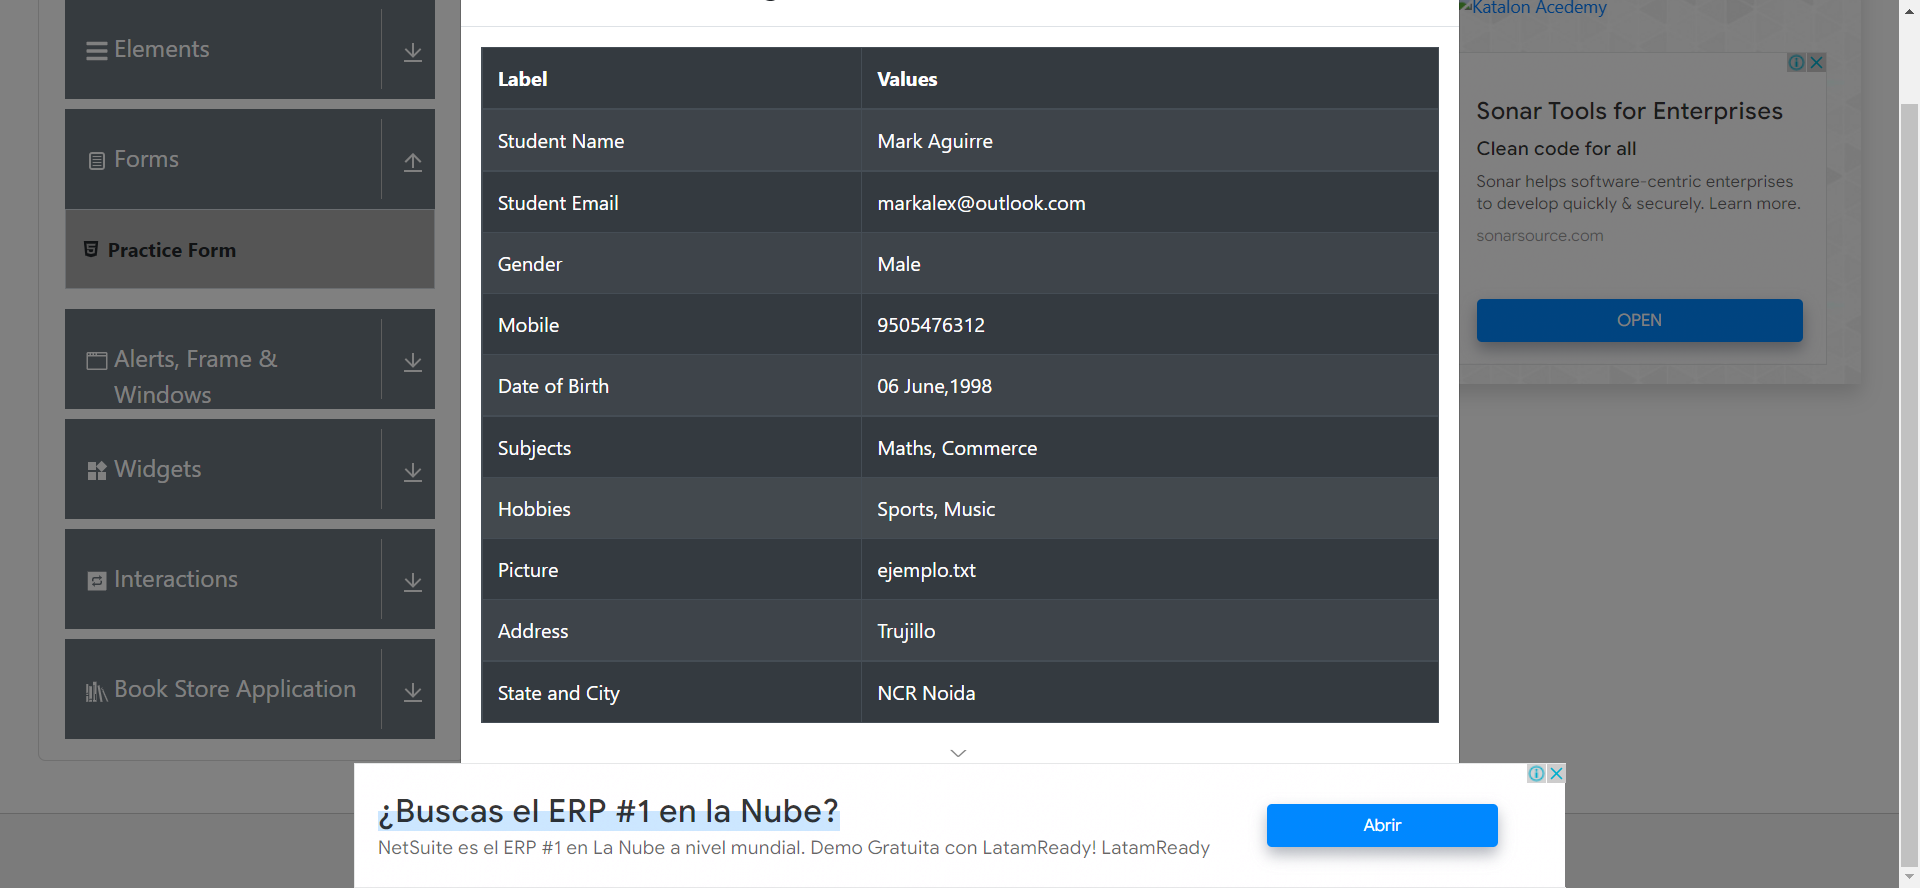 Elements
Forms
Practice Form
Alerts, Frame &
Windows
Widgets
Interactions
Book Store Application
Label Values
Student Name Mark Aguirre
Student Email markalex@outlook.com
Gender Male
Mobile 9505476312
Date of Birth 06 June,1998
Subjects Maths, Commerce
Hobbies Sports, Music
Picture ejemplo.txt
Address Trujillo
State and City NCR Noida
Katalon Acedemy
Sonar Tools for Enterprises
Clean code for all
Sonar helps software-centric enterprises
to develop quickly & securely. Learn more.
sonarsource.com
OPEN
¿Buscas el ERP #1 en la Nube?
NetSuite es el ERP #1 en La Nube a nivel mundial. Demo Gratuita con LatamReady! LatamReady
Abrir